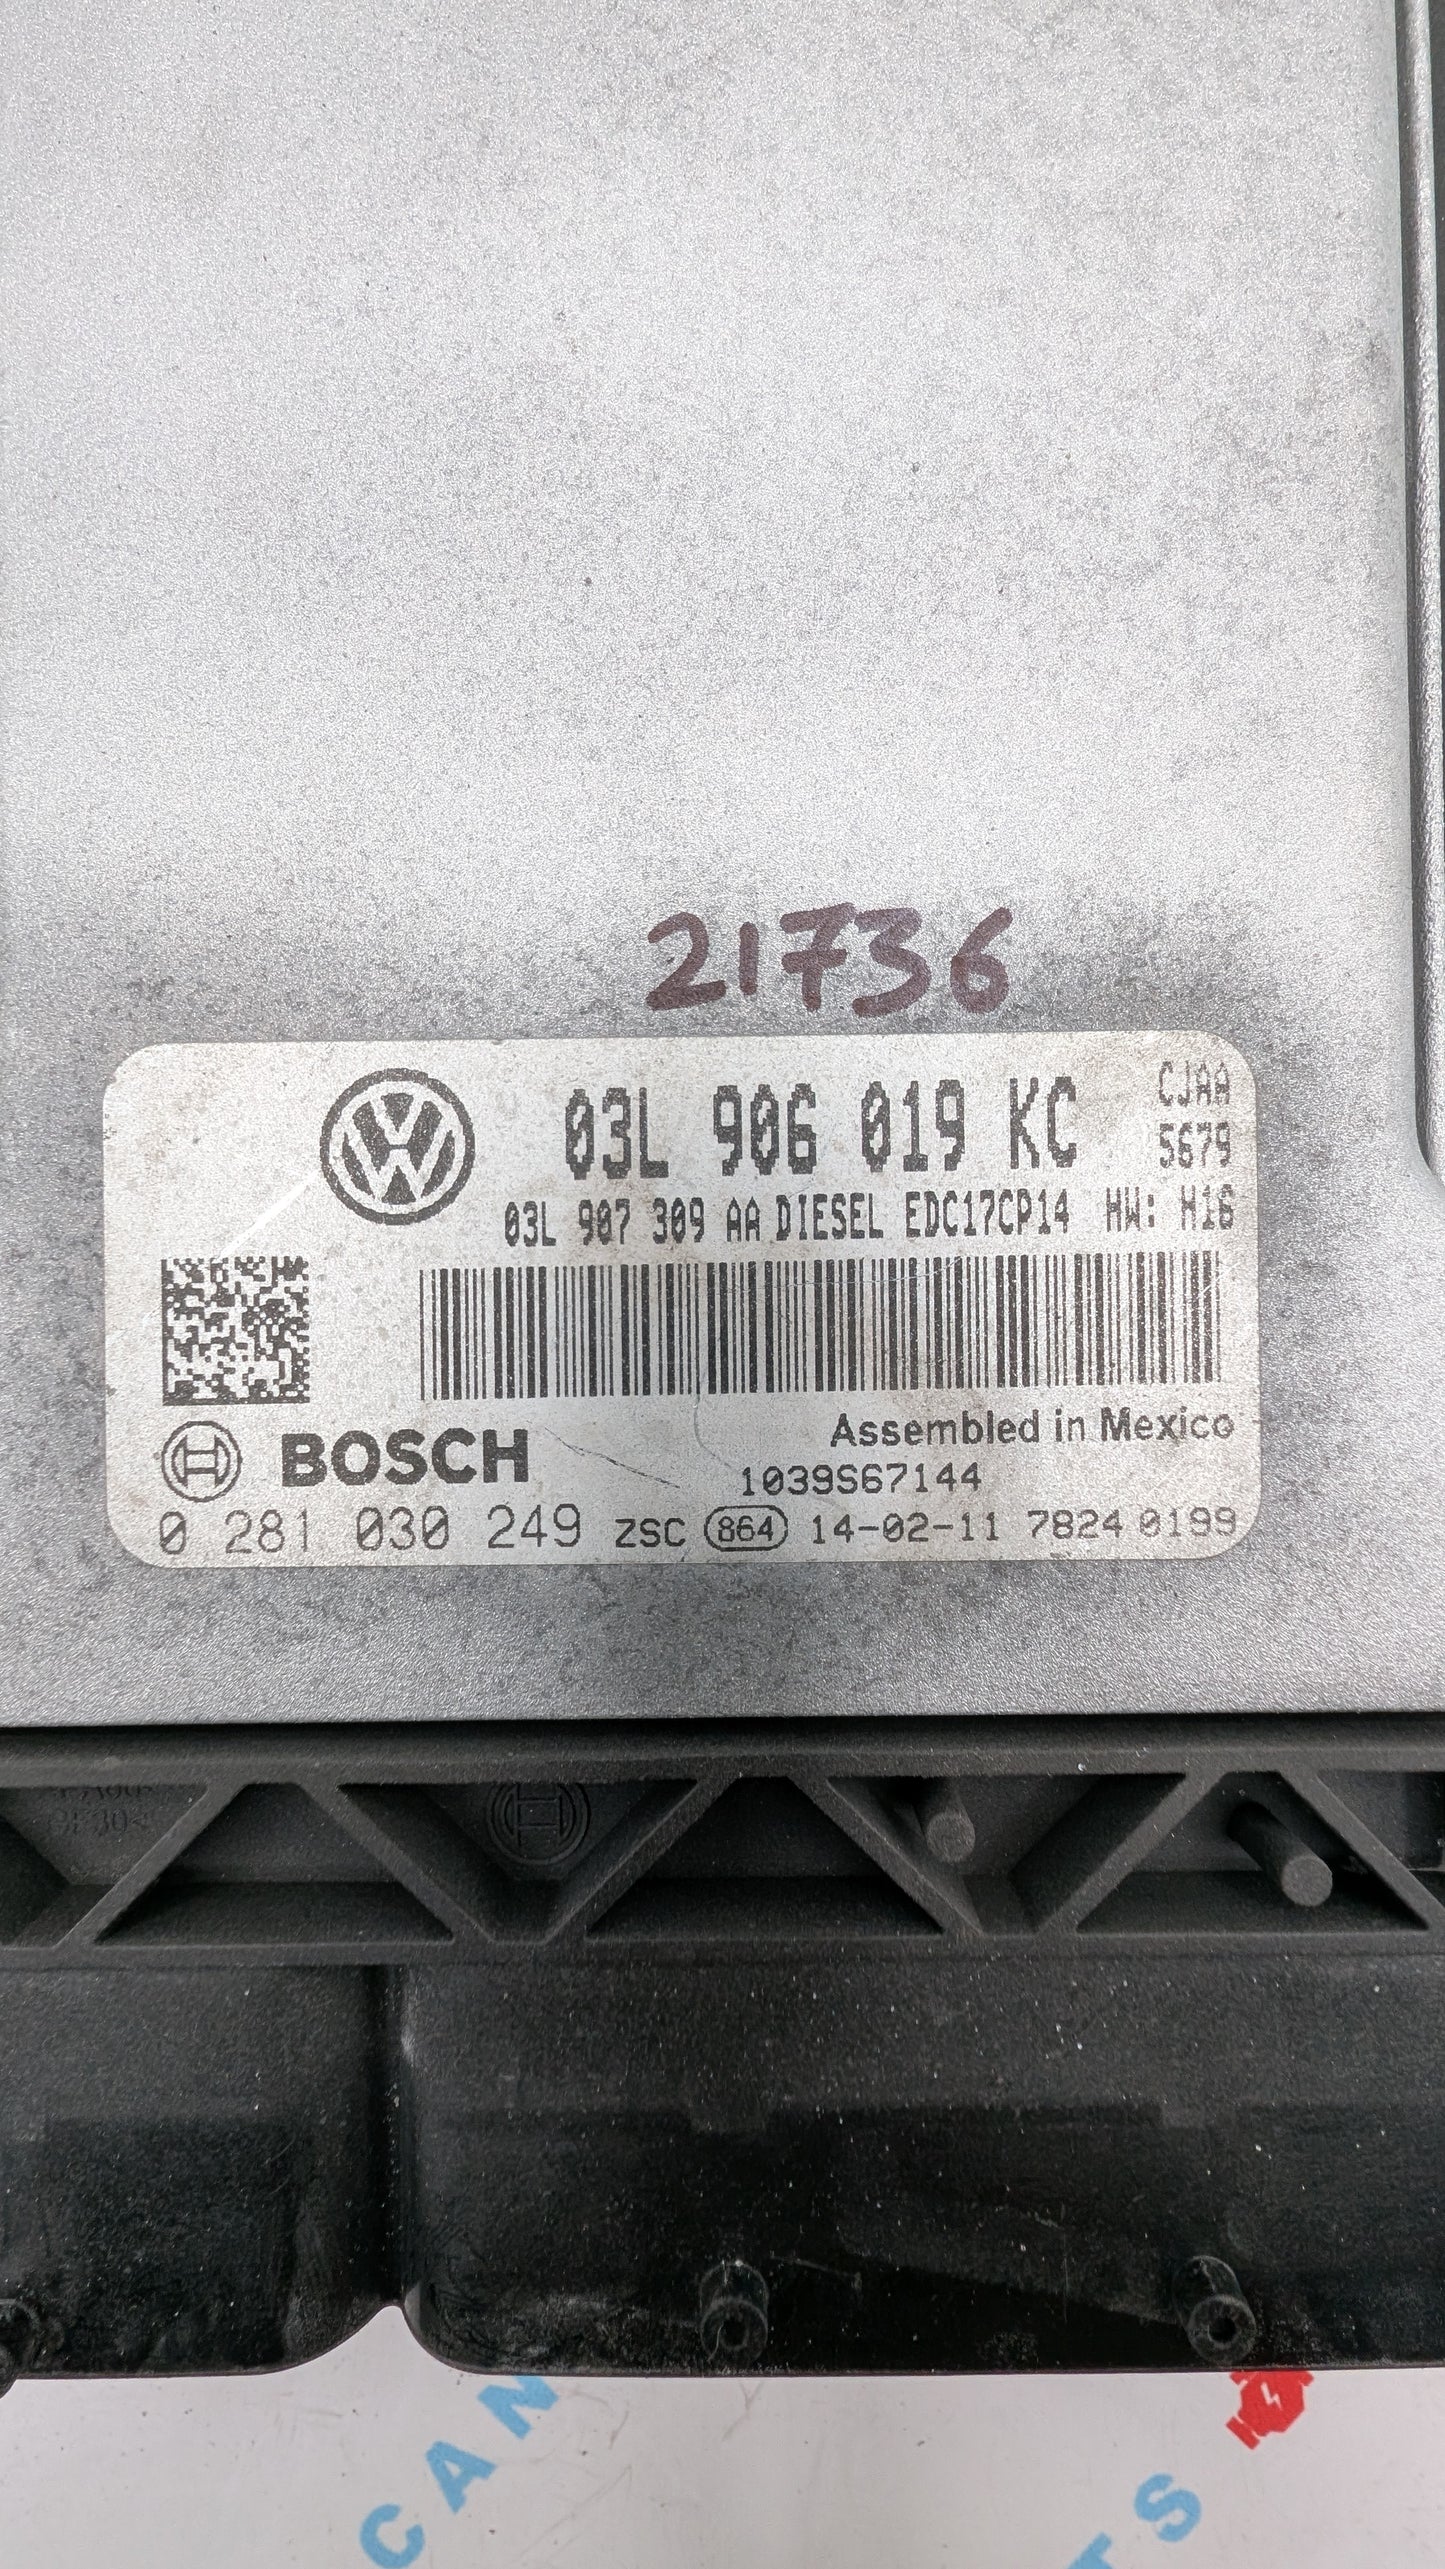 21736
03L 906 019 KC
CJAA
5679
03L 907 309 AA DIESEL EDC17CP14 HW: H16
BOSCH
Assembled in Mexico
1039S67144
0 281 030 249 ZSC 864 14-02-11 7824 0199
CAN
S